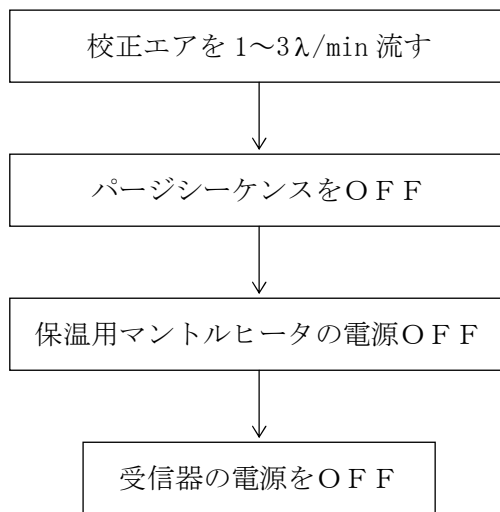 校正エアを 1～3λ/min 流す
パージシーケンスをＯＦＦ
保温用マントルヒータの電源ＯＦＦ
受信器の電源をＯＦＦ